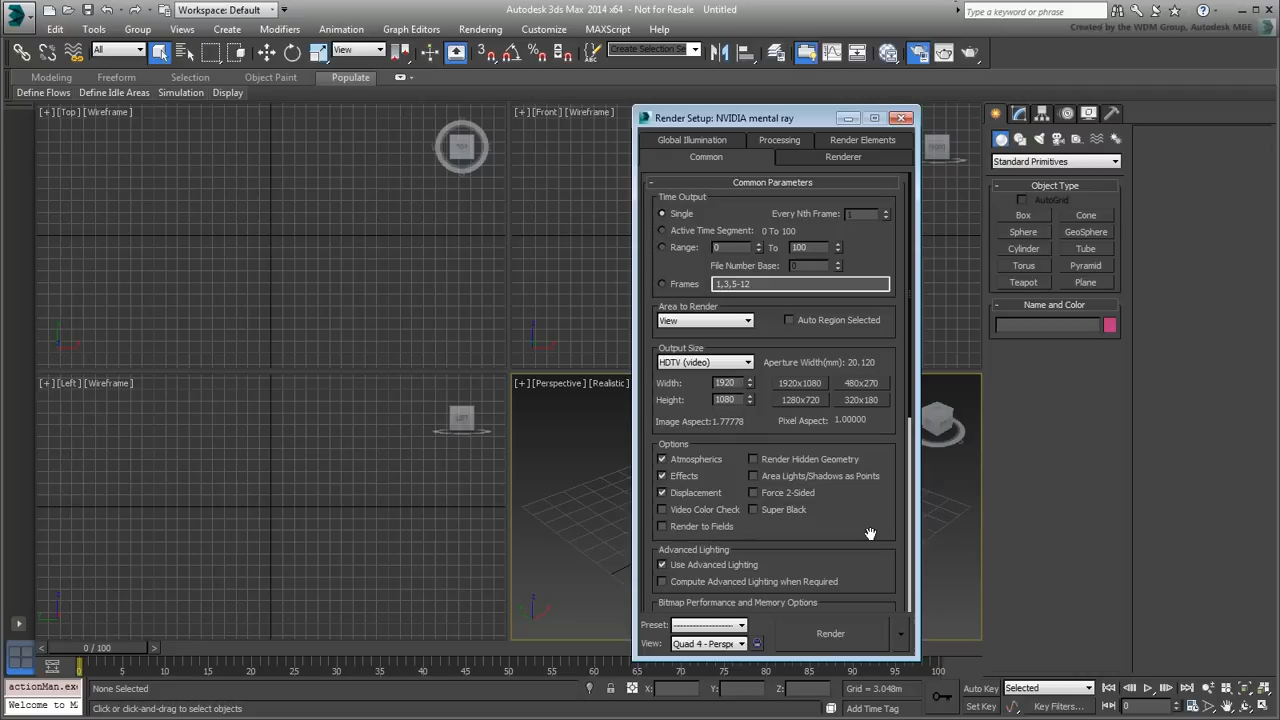 Workspace: Default
Autodesk 3ds Max 2014 x64 - Not for Resale Untitled
Type a keyword or phrase
Edit Tools Group Views Create Modifiers Animation Graph Editors Rendering Customize MAXScript Help
Created by the WDM Group, Autodesk MGE
All View Create Selection Se
Modeling Freeform Selection Object Paint Populate
Define Flows Define Idle Areas Simulation Display
[+] [Top] [Wireframe]
TOP
[+] [Front] [Wireframe]
[+] [Left] [Wireframe]
LEFT
[+] [Perspective] [Realistic]
Render Setup: NVIDIA mental ray
Global Illumination Processing Render Elements
Common Renderer
Common Parameters
Time Output
Single Every Nth Frame: 1
Active Time Segment: 0 To 100
Range: 0 To 100
File Number Base: 0
Frames 1,3,5-12
Area to Render
View Auto Region Selected
Output Size
HDTV (video) Aperture Width(mm): 20.120
Width: 1920 1920x1080 480x270
Height: 1080 1280x720 320x180
Image Aspect: 1.77778 Pixel Aspect: 1.00000
Options
Atmospherics Render Hidden Geometry
Effects Area Lights/Shadows as Points
Displacement Force 2-Sided
Video Color Check Super Black
Render to Fields
Advanced Lighting
Use Advanced Lighting
Compute Advanced Lighting when Required
Bitmap Performance and Memory Options
Preset: --------------------
View: Quad 4 - Perspe
Render
Standard Primitives
Object Type
AutoGrid
Box Cone
Sphere GeoSphere
Cylinder Tube
Torus Pyramid
Teapot Plane
Name and Color
0 / 100
5 10 15 20 25 30 35 40 45 50 55 60 65 70 75 80 85 90 95 100
actionMan.exe
None Selected X: Y: Z: Grid = 3.048m Auto Key Selected
Welcome to M
Click or click-and-drag to select objects Add Time Tag Set Key Key Filters... 0